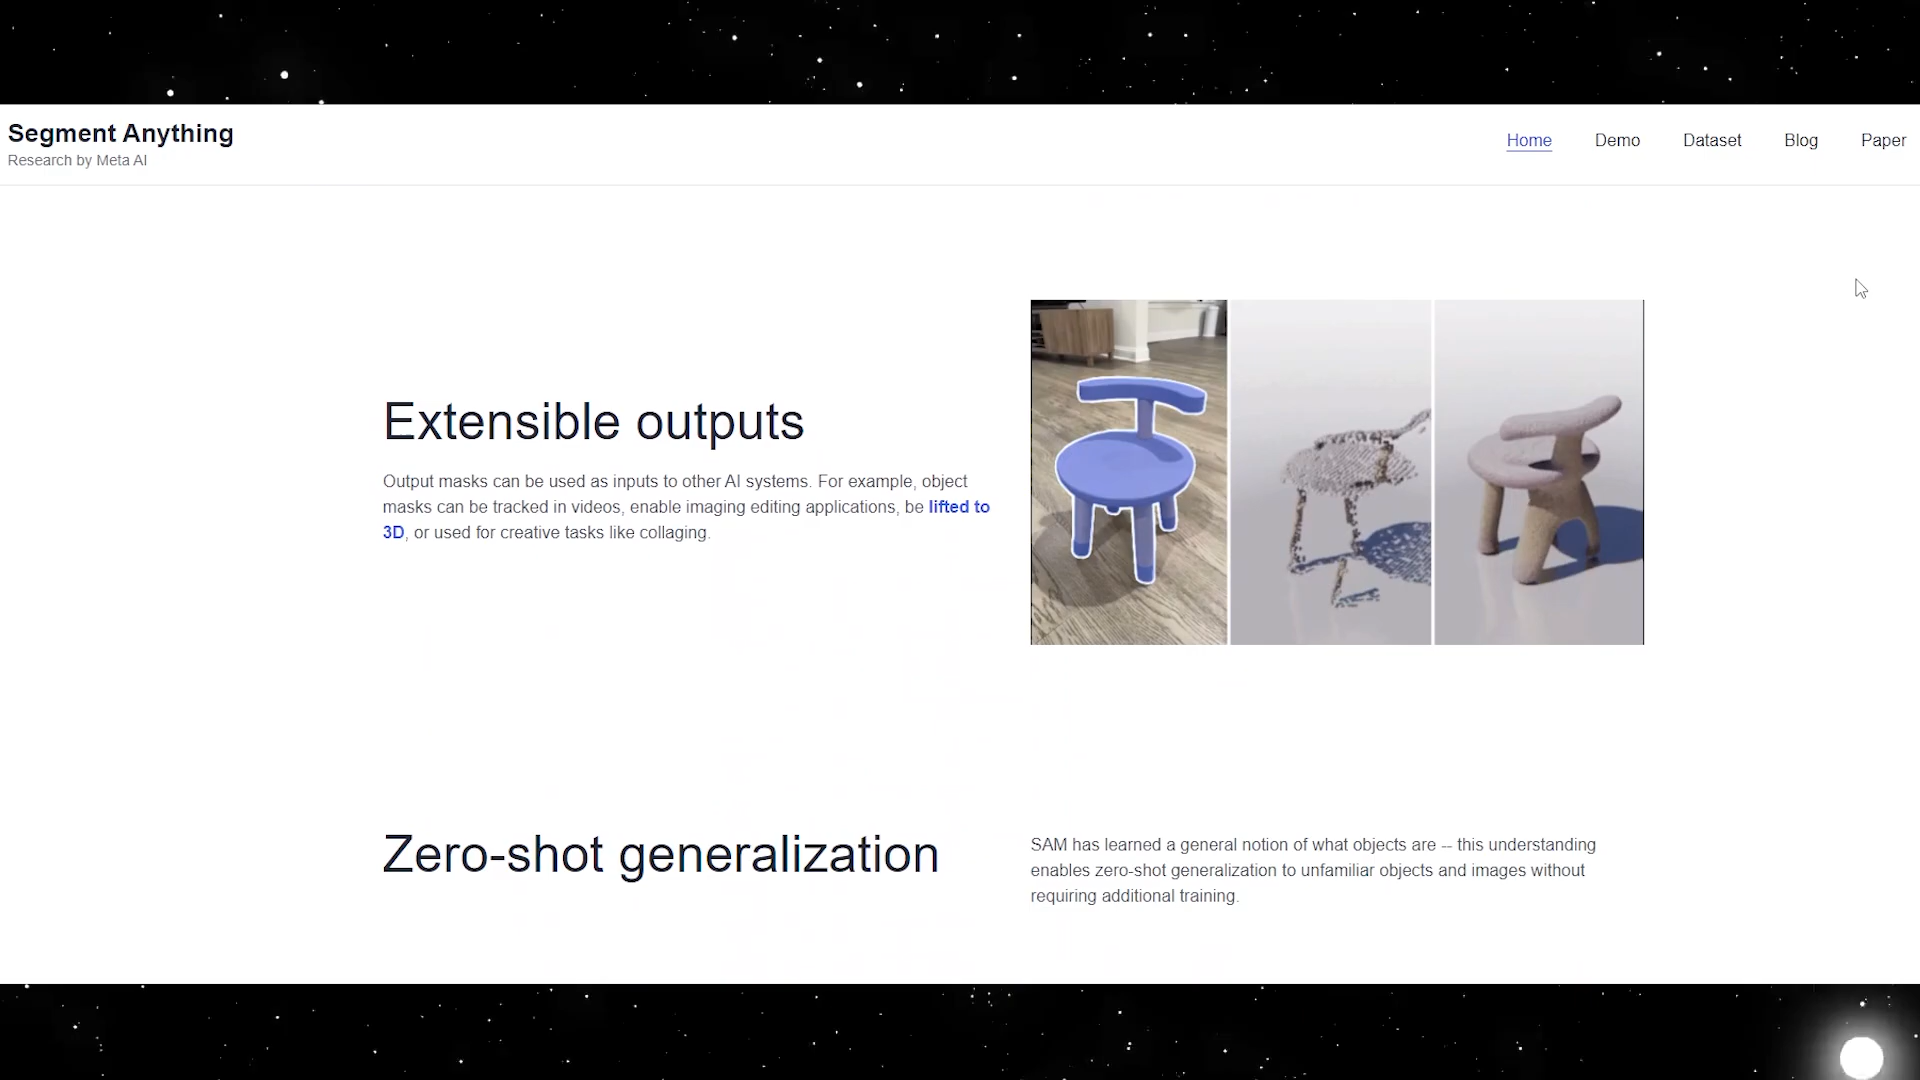 Segment Anything
Research by Meta AI
Home
Demo
Dataset
Blog
Paper
Extensible outputs
Output masks can be used as inputs to other AI systems. For example, object
masks can be tracked in videos, enable imaging editing applications, be lifted to
3D, or used for creative tasks like collaging.
Zero-shot generalization
SAM has learned a general notion of what objects are -- this understanding
enables zero-shot generalization to unfamiliar objects and images without
requiring additional training.